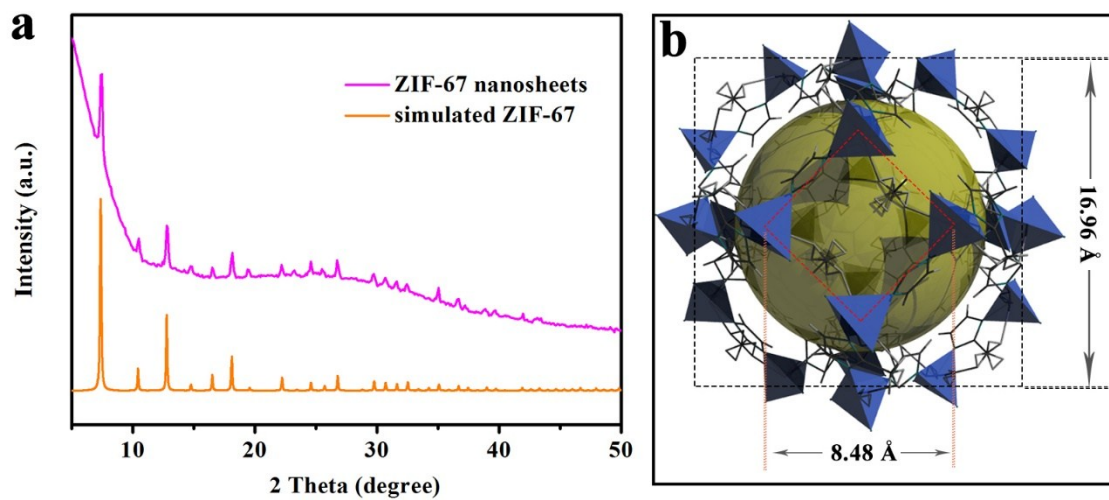 a
ZIF-67 nanosheets
simulated ZIF-67
Intensity (a.u.)
10 20 30 40 50
2 Theta (degree)
b
16.96 Å
8.48 Å